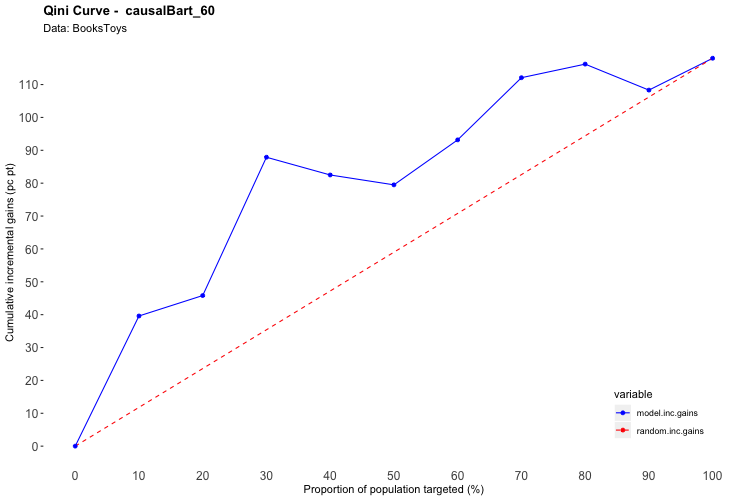 Qini Curve - causalBart_60
Data: BooksToys
Cumulative incremental gains (pc pt)
110
100
90
80
70
60
50
40
30
20
10
0
0 10 20 30 40 50 60 70 80 90 100
Proportion of population targeted (%)
variable
model.inc.gains
random.inc.gains